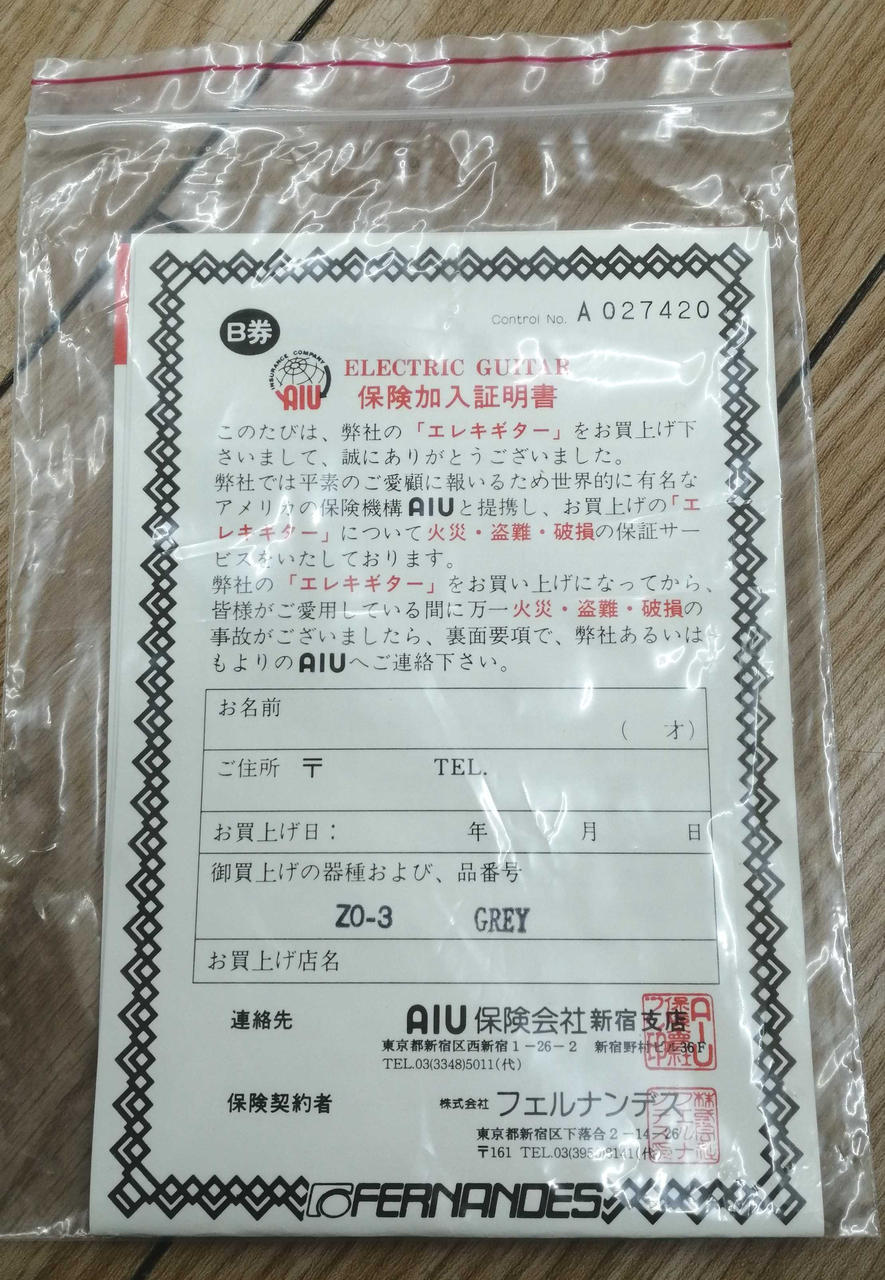 Control No. A 027420
B券
INSURANCE COMPANY
AIU
ELECTRIC GUITAR
保険加入証明書
このたびは、弊社の「エレキギター」をお買上げ下
さいまして、誠にありがとうございました。
弊社では平素のご愛顧に報いるため世界的に有名な
アメリカの保険機構AIUと提携し、お買上げの「エ
レキギター」について火災・盗難・破損の保証サー
ビスをいたしております。
弊社の「エレキギター」をお買い上げになってから、
皆様がご愛用している間に万一火災・盗難・破損の
事故がございましたら、裏面要項で、弊社あるいは
もよりのAIUへご連絡下さい。
お名前
( 才)
ご住所 〒 TEL.
お買上げ日： 年 月 日
御買上げの器種および、品番号
ZO-3 GREY
お買上げ店名
連絡先 AIU保険会社新宿支店
東京都新宿区西新宿1-26-2 新宿野村ビル36F
TEL.03(3348)5011(代)
保険契約者 株式会社 フェルナンデス
東京都新宿区下落合2-14-26
〒161 TEL.03(395 )8141(代)
FERNANDES